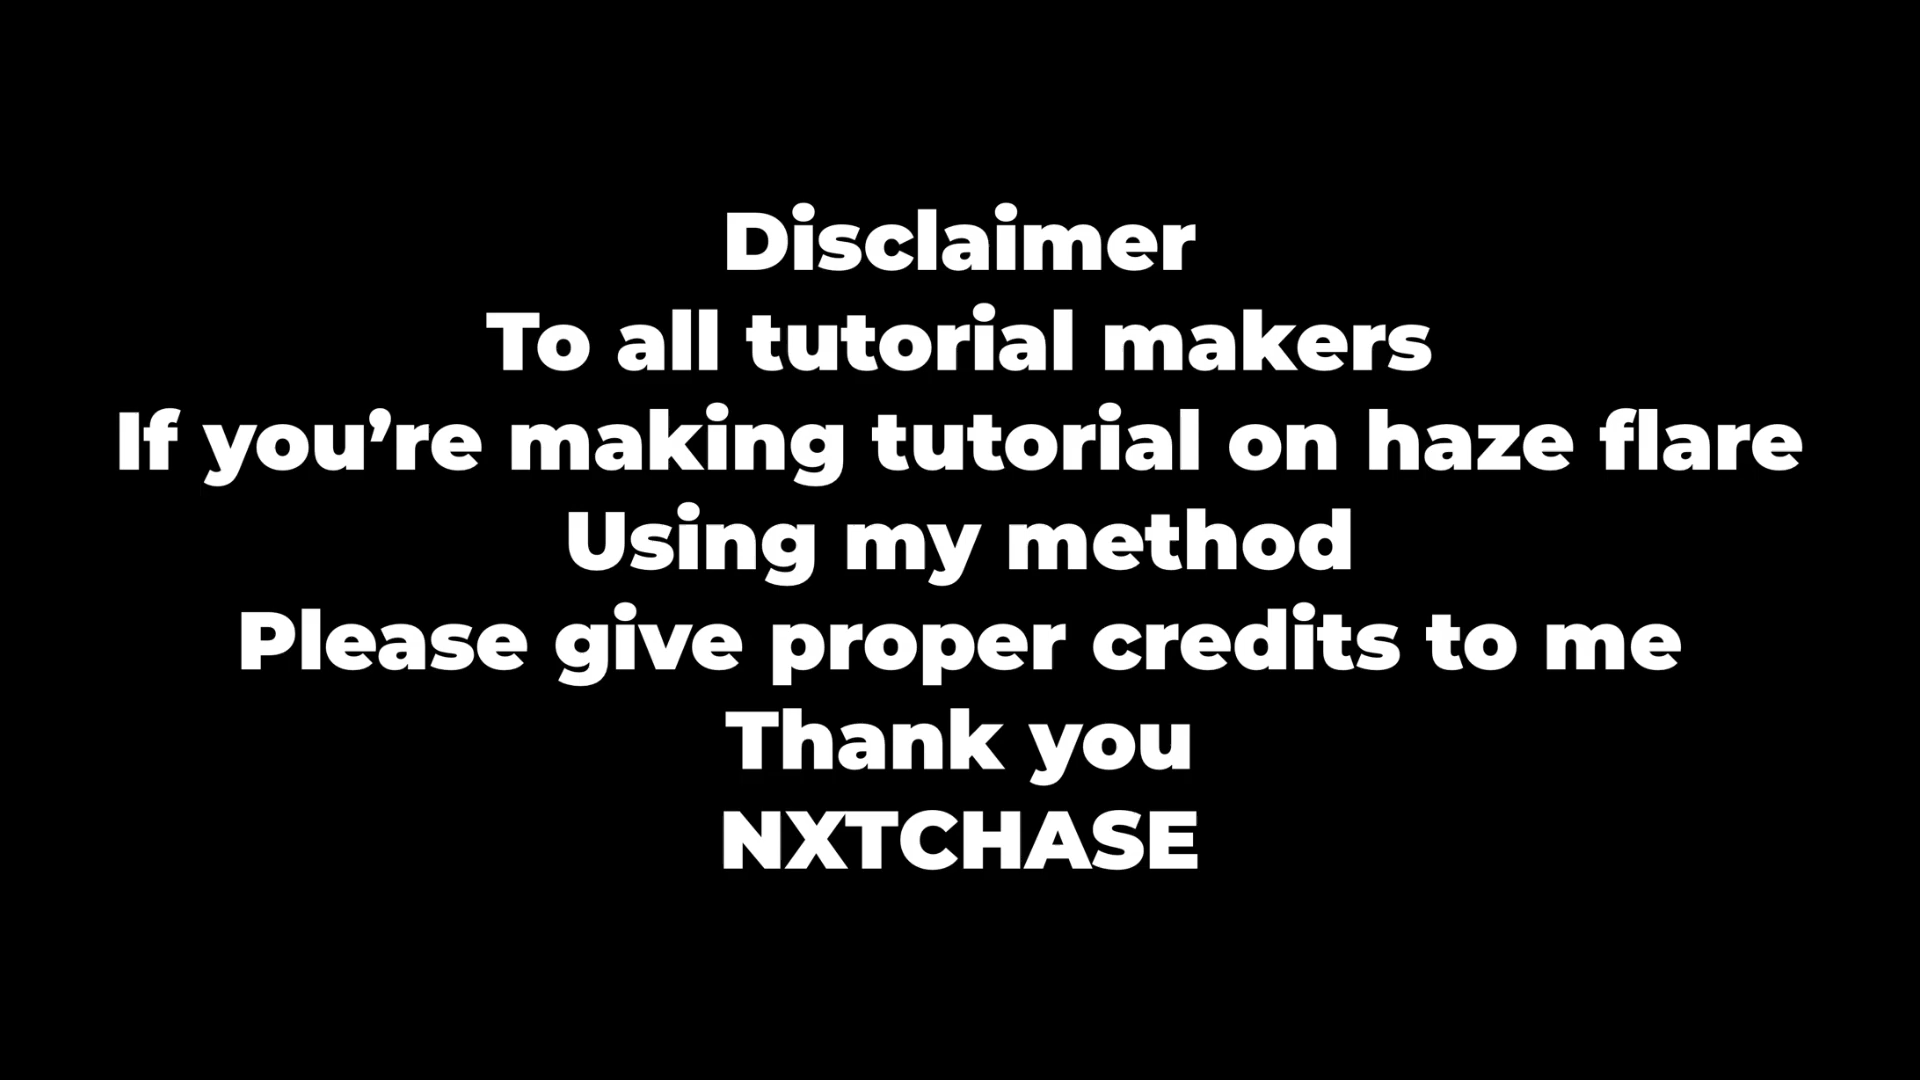 Disclaimer
To all tutorial makers
If you’re making tutorial on haze flare
Using my method
Please give proper credits to me
Thank you
NXTCHASE